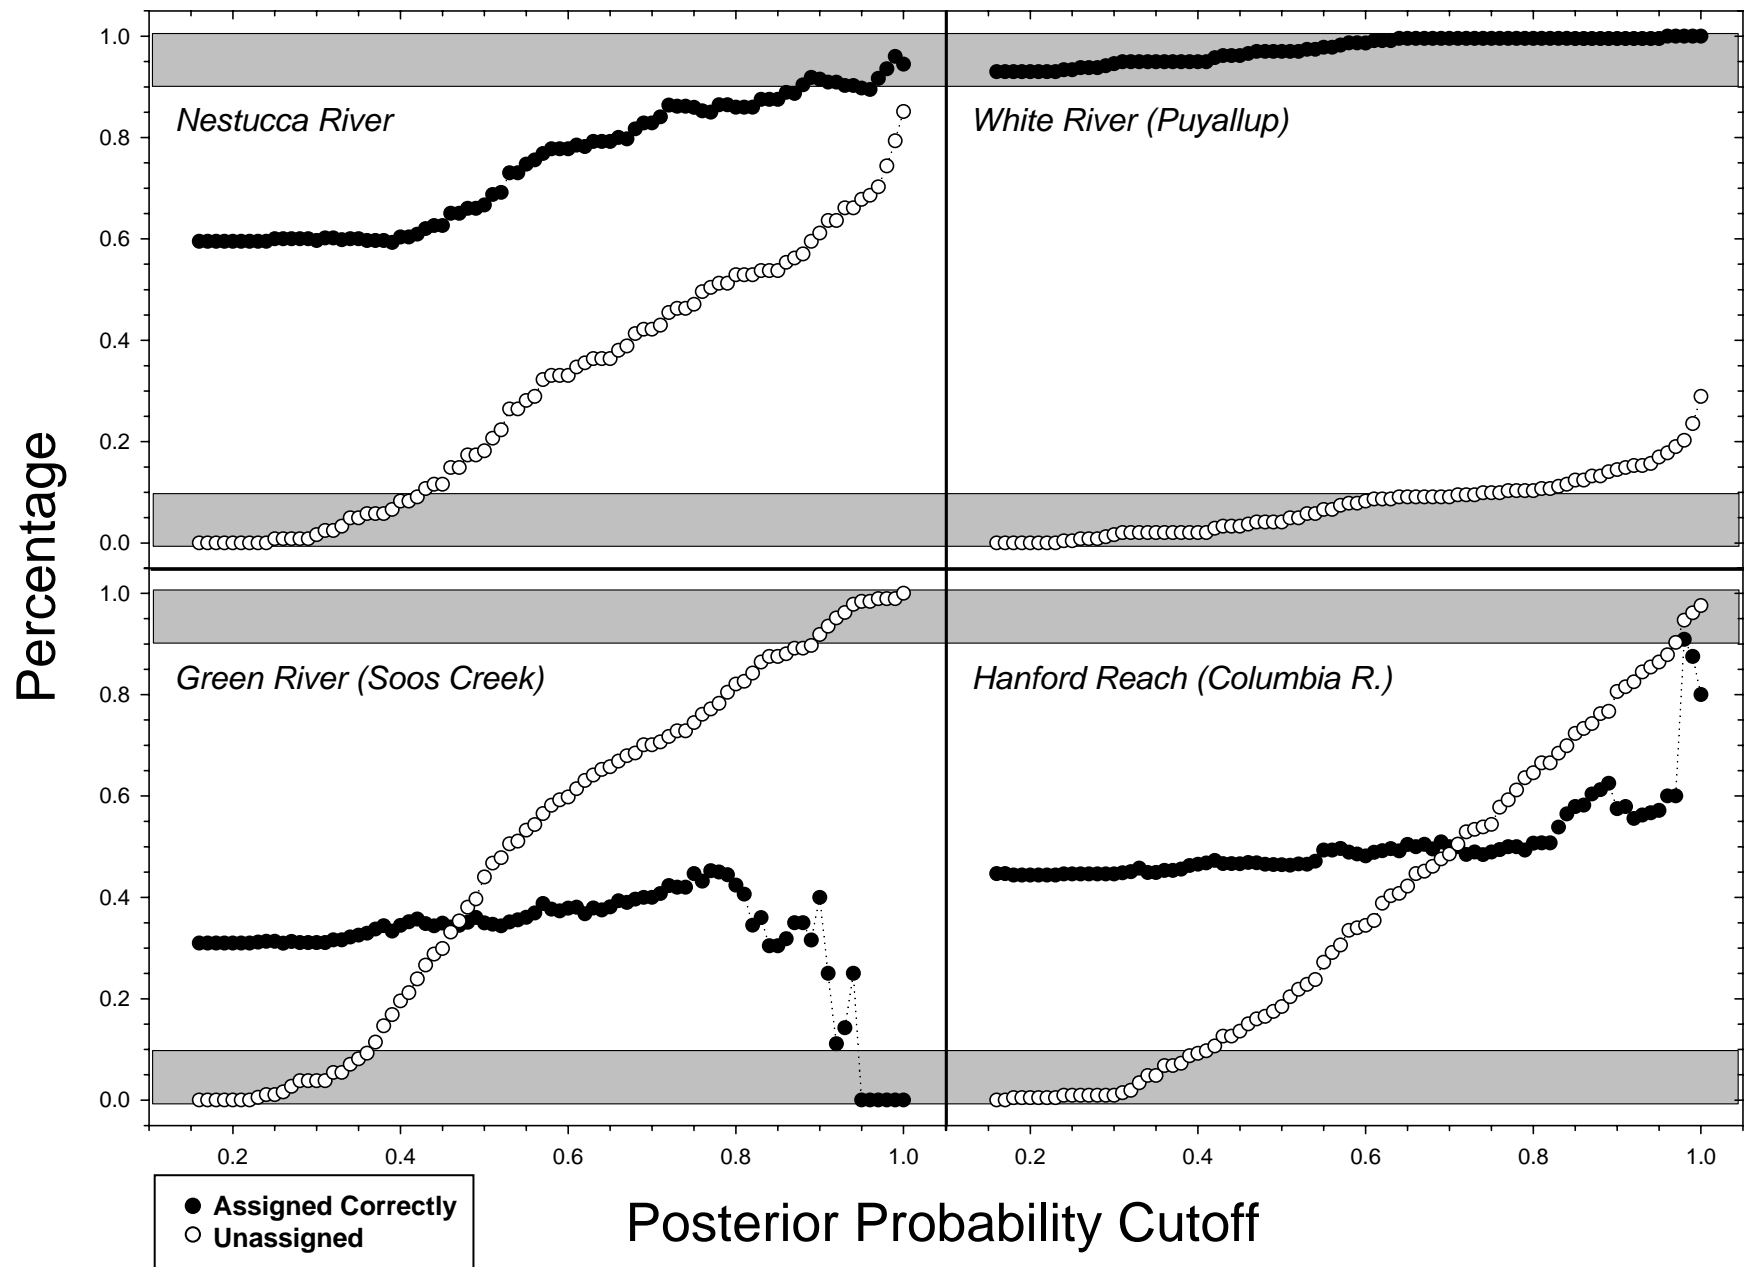 1.0
0.8
0.6
0.4
0.2
0.0
Nestucca River
White River (Puyallup)
Percentage
1.0
0.8
0.6
0.4
0.2
0.0
Green River (Soos Creek)
Hanford Reach (Columbia R.)
0.2 0.4 0.6 0.8 1.0
0.2 0.4 0.6 0.8 1.0
Assigned Correctly
Unassigned
Posterior Probability Cutoff